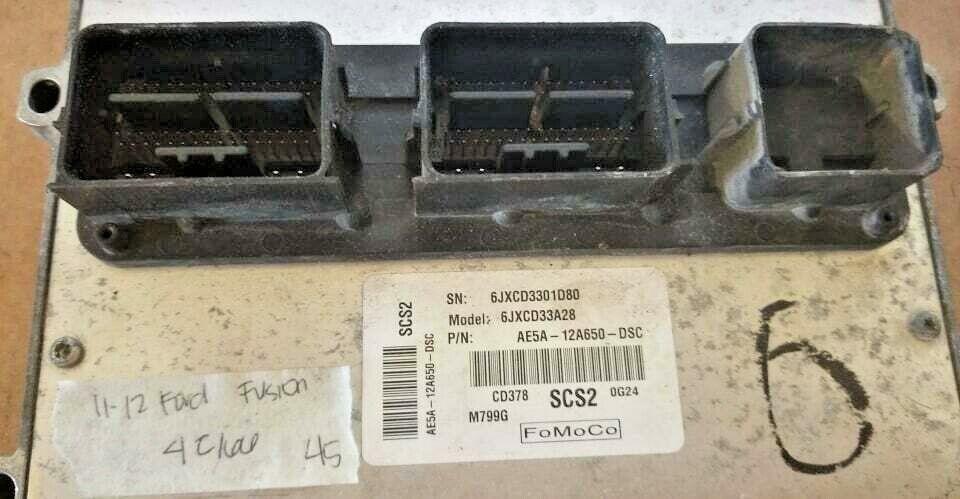 SN: 6JXCD3301D80
Model: 6JXCD33A28
P/N: AE5A-12A650-DSC
CD378 SCS2 0G24
M799G
FoMoCo
SCS2
AE5A-12A650-DSC
11-12 Ford Fusion
45
6